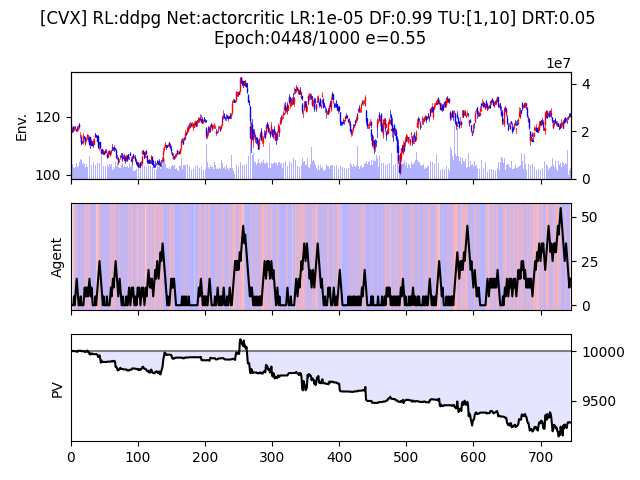 [CVX] RL:ddpg Net:actorcritic LR:1e-05 DF:0.99 TU:[1,10] DRT:0.05
Epoch:0448/1000 e=0.55
1e7
Env.
120
100
4
2
0
Agent
50
25
0
PV
10000
9500
0 100 200 300 400 500 600 700